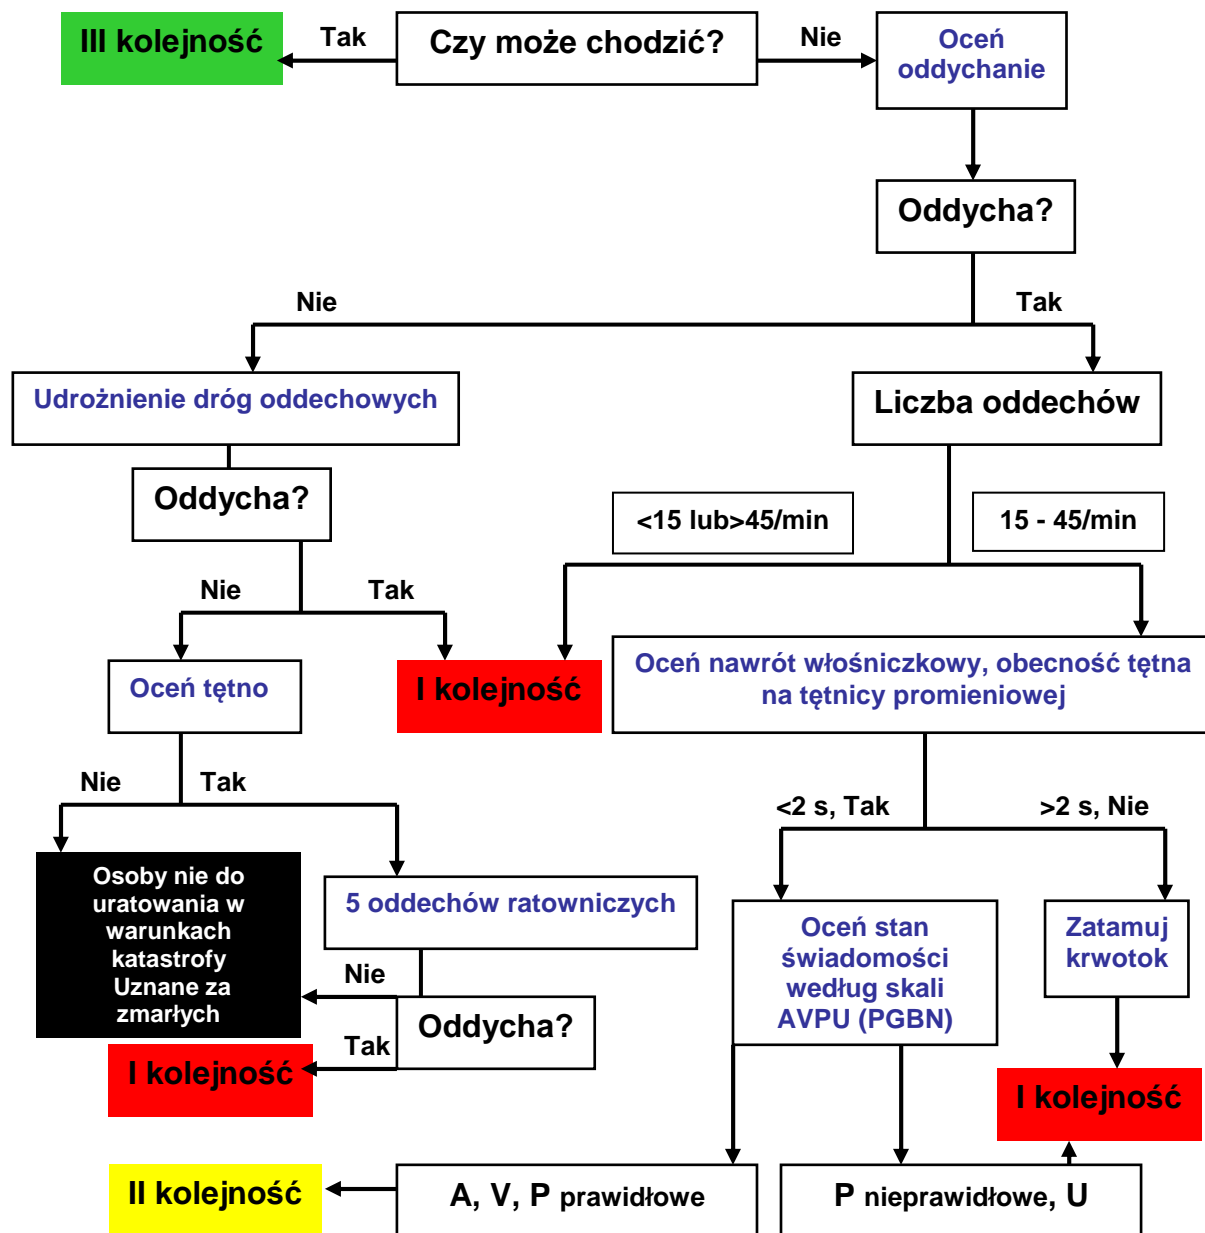 III kolejność
Tak
Czy może chodzić?
Nie
Oceń
oddychanie
Oddycha?
Nie
Tak
Udrożnienie dróg oddechowych
Liczba oddechów
Oddycha?
<15 lub>45/min
15 - 45/min
Nie
Tak
Oceń tętno
I kolejność
Oceń nawrót włośniczkowy, obecność tętna
na tętnicy promieniowej
Nie
Tak
<2 s, Tak
>2 s, Nie
Osoby nie do
uratowania w
warunkach
katastrofy
Uznane za
zmarłych
5 oddechów ratowniczych
Oceń stan
świadomości
według skali
AVPU (PGBN)
Zatamuj
krwotok
Nie
Oddycha?
Tak
I kolejność
I kolejność
II kolejność
A, V, P prawidłowe
P nieprawidłowe, U